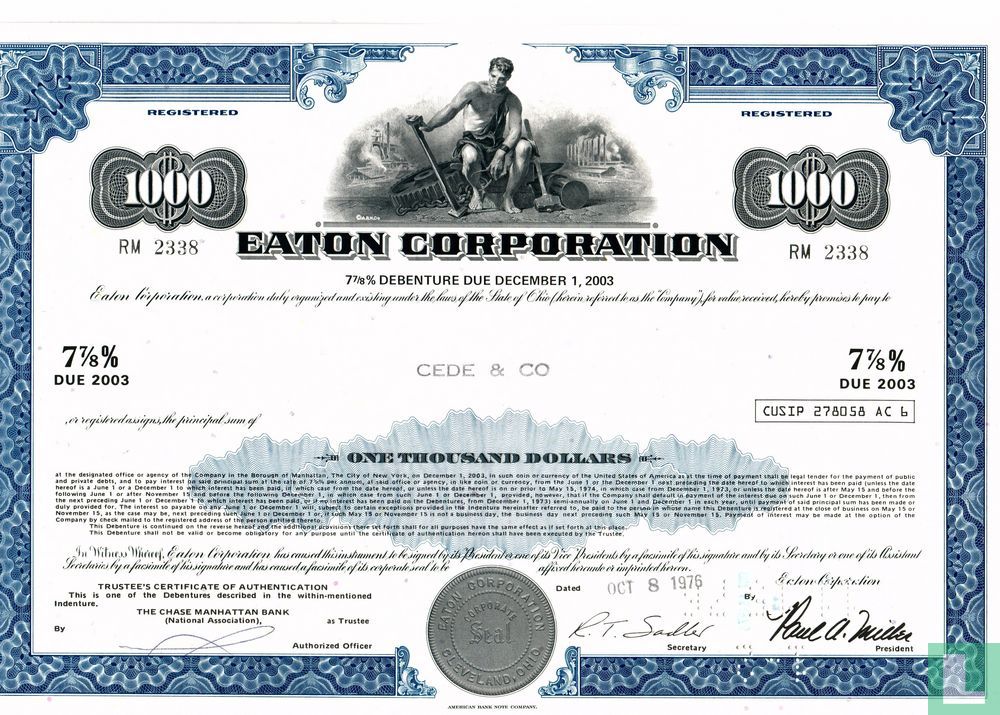 REGISTERED
REGISTERED
1000
1000
©ABNCo
RM 2338
RM 2338
EATON CORPORATION
7⅞% DEBENTURE DUE DECEMBER 1, 2003
Eaton Corporation, a corporation duly organized and existing under the laws of the State of Ohio (herein referred to as the "Company"), for value received, hereby promises to pay to
7⅞%
DUE 2003
CEDE & CO
7⅞%
DUE 2003
CUSIP 278058 AC 6
, or registered assigns, the principal sum of
ONE THOUSAND DOLLARS
at the designated office or agency of the Company in the Borough of Manhattan, The City of New York, on December 1, 2003, in such coin or currency of the United States of America as at the time of payment shall be legal tender for the payment of public
and private debts, and to pay interest on said principal sum at the rate of 7⅞% per annum, at said office or agency, in like coin or currency, from the June 1 or the December 1 next preceding the date hereof to which interest has been paid (unless the date
hereof is a June 1 or a December 1 to which interest has been paid, in which case from the date hereof, or unless the date hereof is on or prior to May 15, 1974, in which case from December 1, 1973, or unless the date hereof is after May 15 and before the
following June 1 or after November 15 and before the following December 1, in which case from such June 1 or December 1, provided, however, that if the Company shall default in payment of the interest due on such June 1 or December 1, then from
the next preceding June 1 or December 1 to which interest has been paid, or if no interest has been paid on the Debentures, from December 1, 1973) semi-annually on June 1 and December 1 in each year, until payment of said principal sum has been made or
duly provided for. The interest so payable on any June 1 or December 1 will, subject to certain exceptions provided in the Indenture hereinafter referred to, be paid to the person in whose name this Debenture is registered at the close of business on May 15 or
November 15, as the case may be, next preceding such June 1 or December 1 or, if such May 15 or November 15 is not a business day, the business day next preceding such May 15 or November 15. Payment of interest may be made at the option of the
Company by check mailed to the registered address of the person entitled thereto.
This Debenture is continued on the reverse hereof and the additional provisions there set forth shall for all purposes have the same effect as if set forth at this place.
This Debenture shall not be valid or become obligatory for any purpose until the certificate of authentication hereon shall have been executed by the Trustee.
In Witness Whereof, Eaton Corporation has caused this instrument to be signed by its President or one of its Vice Presidents by a facsimile of his signature and by its Secretary or one of its Assistant
Secretaries by a facsimile of his signature and has caused a facsimile of its corporate seal to be affixed hereunto or imprinted hereon.
TRUSTEE'S CERTIFICATE OF AUTHENTICATION
This is one of the Debentures described in the within-mentioned
Indenture.
THE CHASE MANHATTAN BANK
(National Association),
as Trustee
By
Authorized Officer
EATON CORPORATION
CORPORATE
Seal
CLEVELAND, OHIO
Dated
OCT 8 1976
Eaton Corporation
By
R. T. Sadler
Secretary
Paul A. Miller
President
AMERICAN BANK NOTE COMPANY.